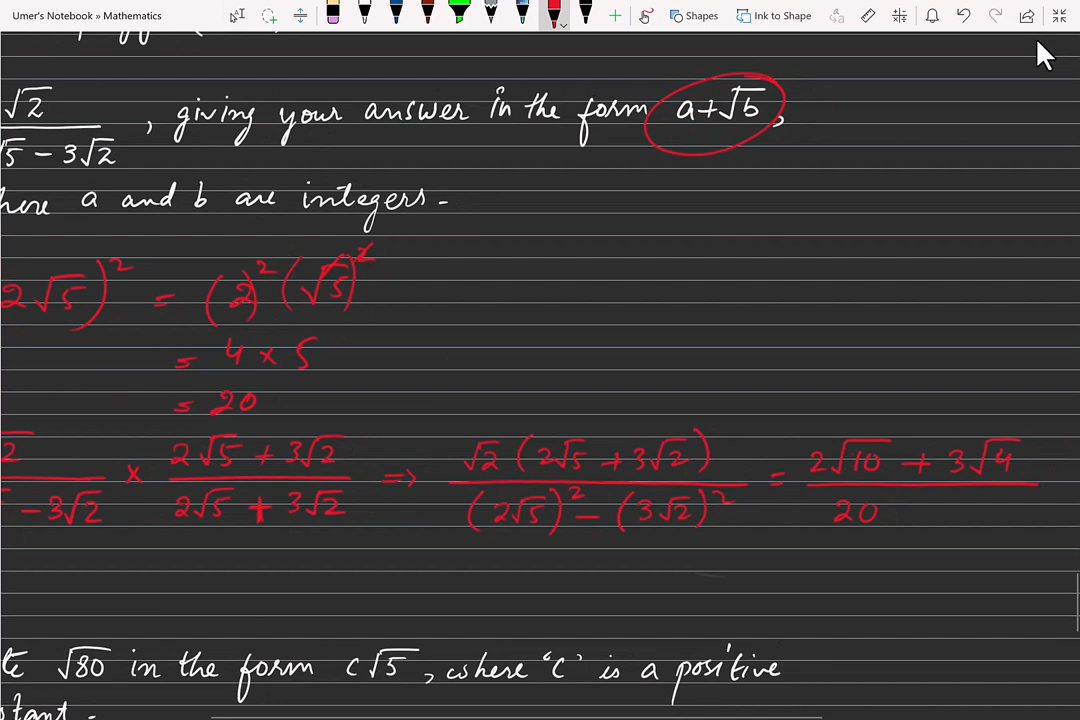 Umer's Notebook » Mathematics
Shapes
Ink to Shape
√2 / √5 − 3√2 , giving your answer in the form a+√b,
here a and b are integers.
2√5)² = (2)² (√5)²
= 4 × 5
= 20
2 / − 3√2 × 2√5 + 3√2 / 2√5 + 3√2 ⇒ √2 (2√5 + 3√2) / (2√5)² − (3√2)² = 2√10 + 3√4 / 20
te √80 in the form c√5, where 'c' is a positive
stant.